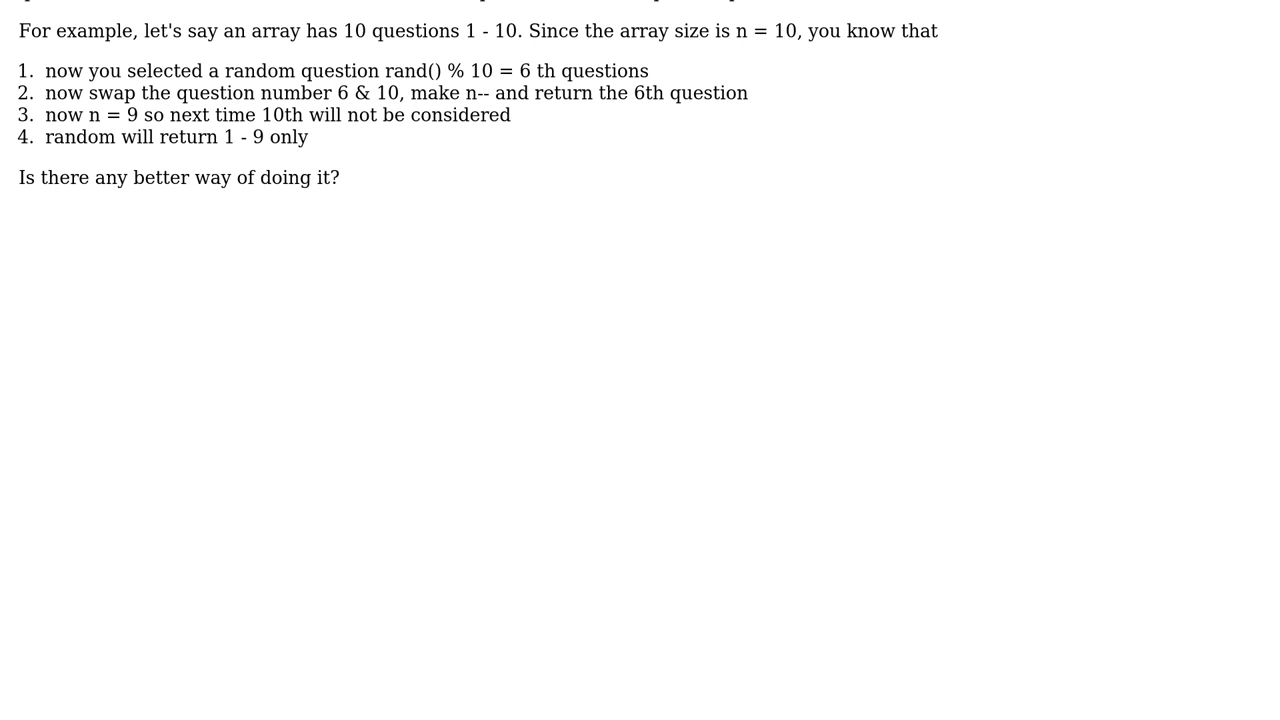 For example, let's say an array has 10 questions 1 - 10. Since the array size is n = 10, you know that
1. now you selected a random question rand() % 10 = 6 th questions
2. now swap the question number 6 & 10, make n-- and return the 6th question
3. now n = 9 so next time 10th will not be considered
4. random will return 1 - 9 only
Is there any better way of doing it?